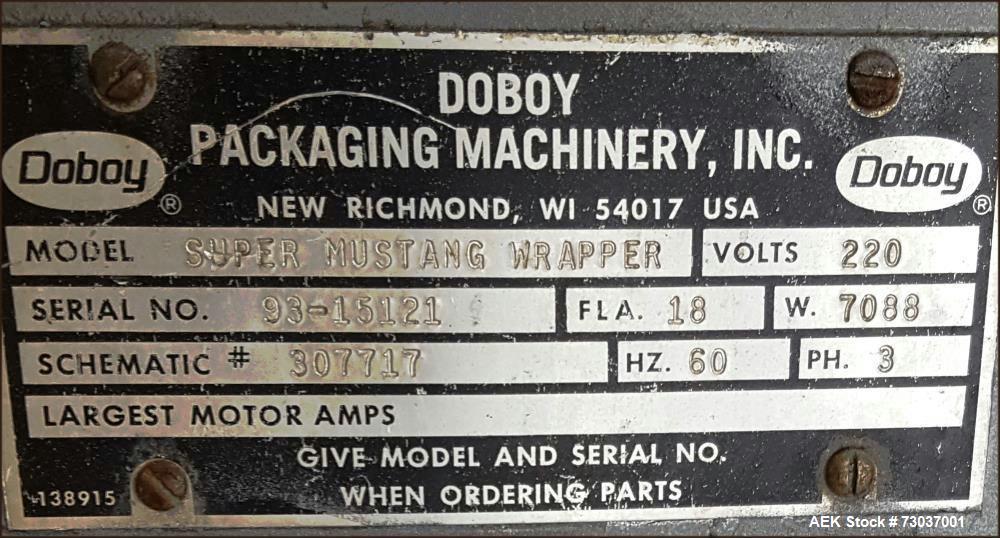 DOBOY
PACKAGING MACHINERY, INC.
Doboy®
Doboy®
NEW RICHMOND, WI 54017 USA
MODEL SUPER MUSTANG WRAPPER VOLTS 220
SERIAL NO. 93-15121 FLA. 18 W. 7088
SCHEMATIC # 307717 HZ. 60 PH. 3
LARGEST MOTOR AMPS
GIVE MODEL AND SERIAL NO.
WHEN ORDERING PARTS
138915
AEK Stock # 73037001